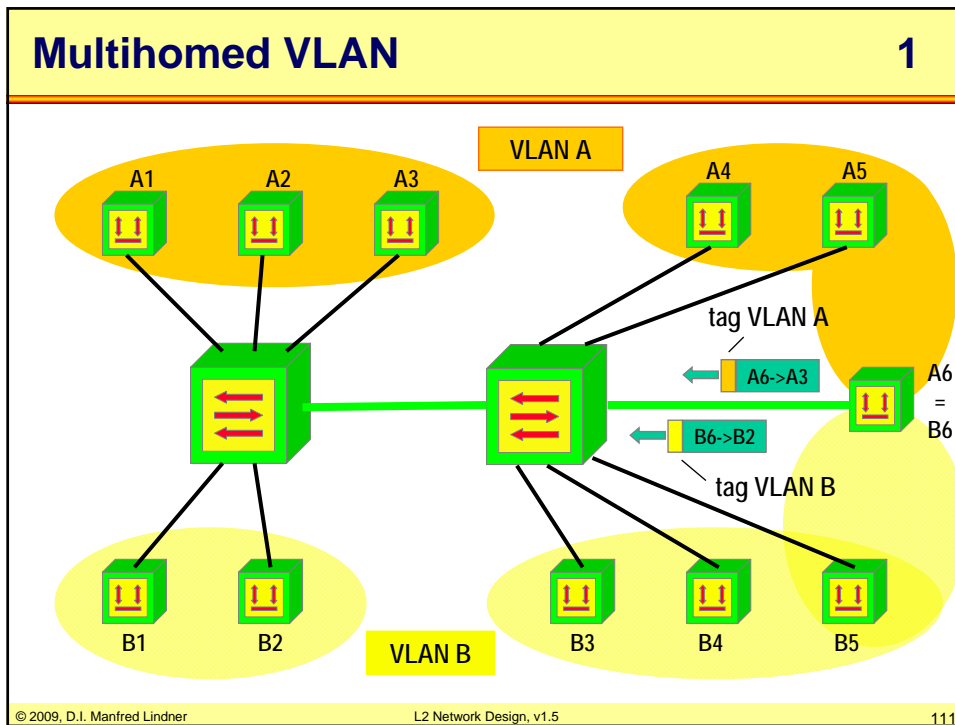 Multihomed VLAN 1
VLAN A
A1 A2 A3 A4 A5
tag VLAN A
A6->A3
A6
=
B6
B6->B2
tag VLAN B
B1 B2 B3 B4 B5
VLAN B
© 2009, D.I. Manfred Lindner L2 Network Design, v1.5 111